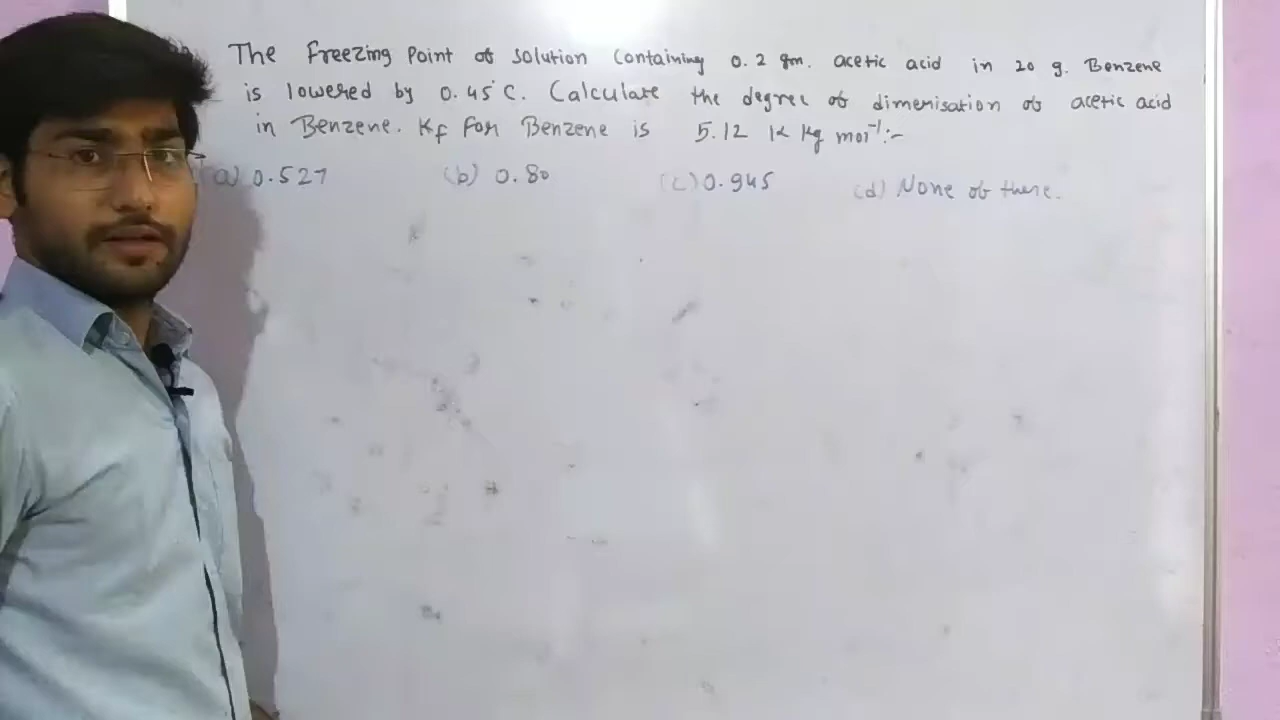 The Freezing Point of solution Containing 0.2 gm. acetic acid in 20 g. Benzene
is lowered by 0.45°C. Calculate the degree of dimerisation of acetic acid
in Benzene. Kf For Benzene is 5.12 K Kg mol⁻¹:-
(a) 0.527 (b) 0.80 (c) 0.945 (d) None of these.